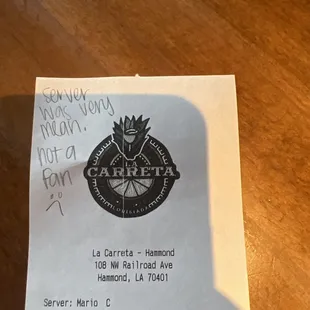 server
was very
mean.
not a
fan
:(
LA
CARRETA
LOUISIANA
La Carreta - Hammond
108 NW Railroad Ave
Hammond, LA 70401
Server: Mario C